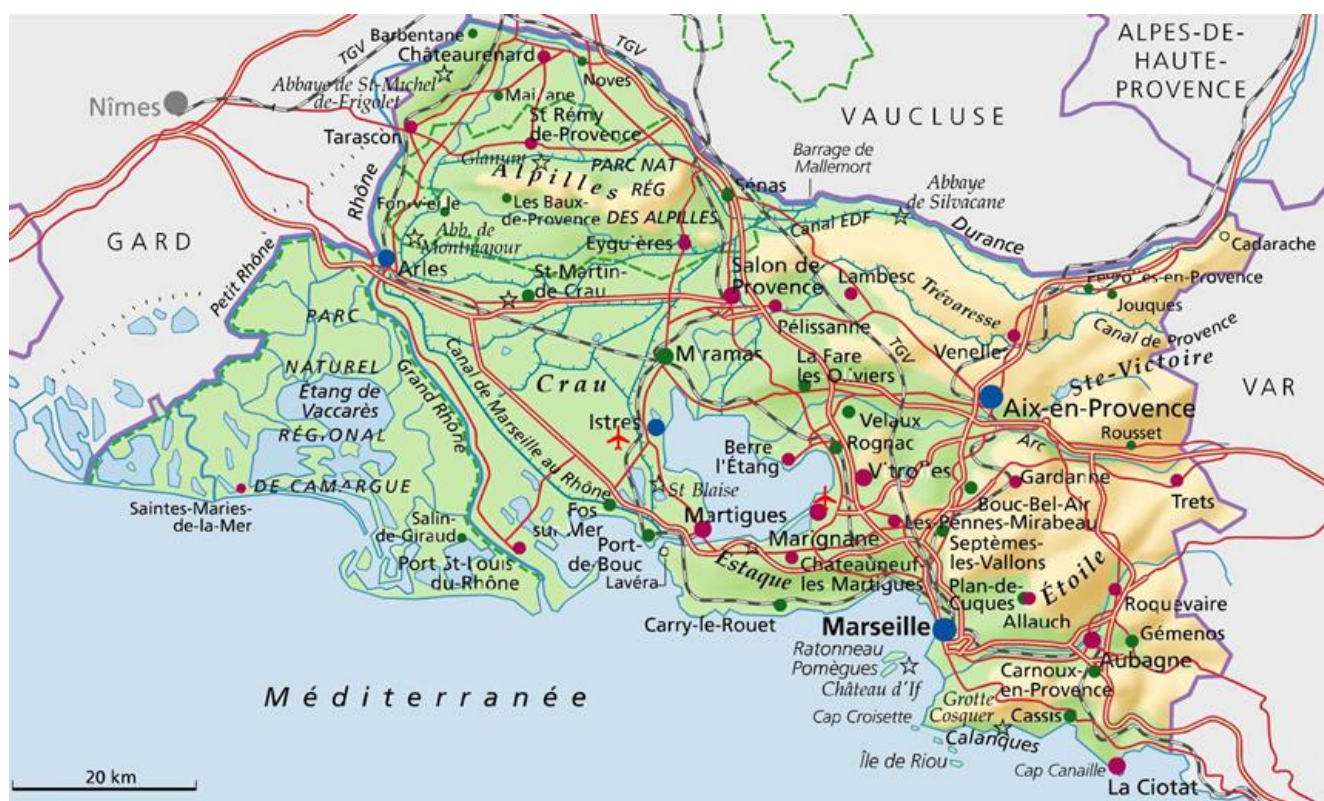 Barbentane
Châteaurenard
TGV
TGV
ALPES-DE-
HAUTE-
PROVENCE
Nîmes
Abbaye de St-Michel
de-Frigolet
Noves
VAUCLUSE
Tarascon
St Rémy
de-Provence
Barrage de
Mallemort
Glanum
PARC NAT
RÉG
DES ALPILLES
Alpilles
Abbaye
de Silvacane
Sénas
Rhône
Les Baux-
de-Provence
Canal EDF
Durance
GARD
Abb. de
Montmajour
Cadarache
Petit Rhône
Arles
St-Martin-
de-Crau
Salon de
Provence
Lambesc
Trévaresse
Jouques
PARC
NATUREL
RÉGIONAL
DE CAMARGUE
Pélissanne
TGV
Canal de Provence
Grand Rhône
Canal de Marseille au Rhône
Crau
La Fare
Ste-Victoire
VAR
Étang de
Vaccarès
Istres
Velaux
Aix-en-Provence
Berre
l'Étang
Rognac
Arc
Rousset
Saintes-Maries-
de-la-Mer
St Blaise
Gardanne
Trets
Salin-
de-Giraud
Fos
sur Mer
Martigues
Marignane
Bouc-Bel-Air
Les-Pennes-Mirabeau
Septèmes-
les-Vallons
Port St-Louis
du-Rhône
Port-
de-Bouc
Lavéra
Estaque
Chateauneuf-
les Martigues
Étoile
Plan-de-
Cuques
Allauch
Roquevaire
Carry-le-Rouet
Marseille
Gémenos
Aubagne
Ratonneau
Pomègues
Château d'If
Carnoux-
en-Provence
Méditerranée
Cap Croisette
Grotte
Cosquer
Cassis
Calanques
Île de Riou
Cap Canaille
La Ciotat
20 km